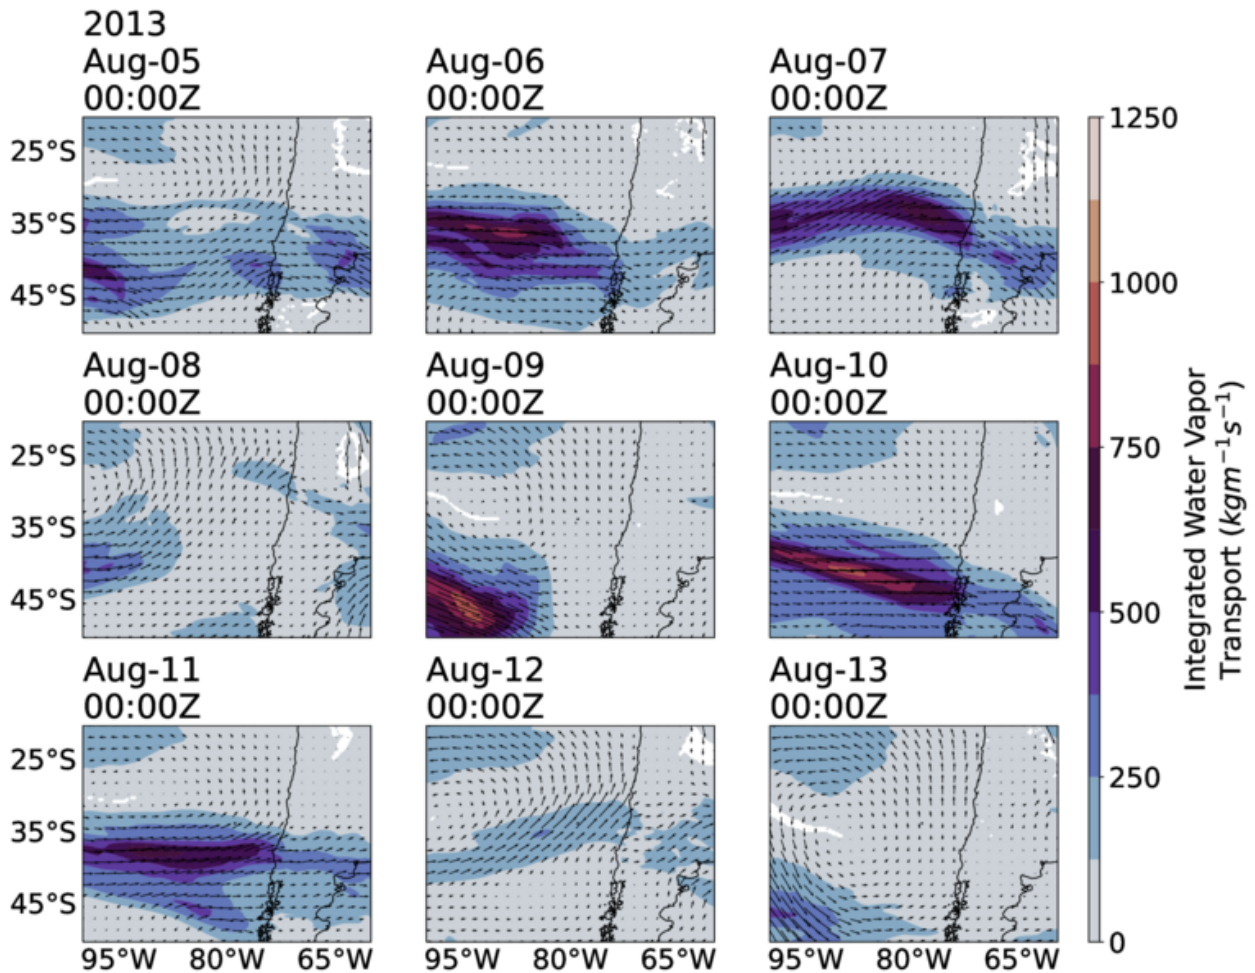 2013
Aug-05
00:00Z
Aug-06
00:00Z
Aug-07
00:00Z
25°S
35°S
45°S
Aug-08
00:00Z
Aug-09
00:00Z
Aug-10
00:00Z
25°S
35°S
45°S
Aug-11
00:00Z
Aug-12
00:00Z
Aug-13
00:00Z
25°S
35°S
45°S
95°W 80°W 65°W
95°W 80°W 65°W
95°W 80°W 65°W
1250
1000
750
500
250
0
Integrated Water Vapor
Transport (kgm⁻¹s⁻¹)